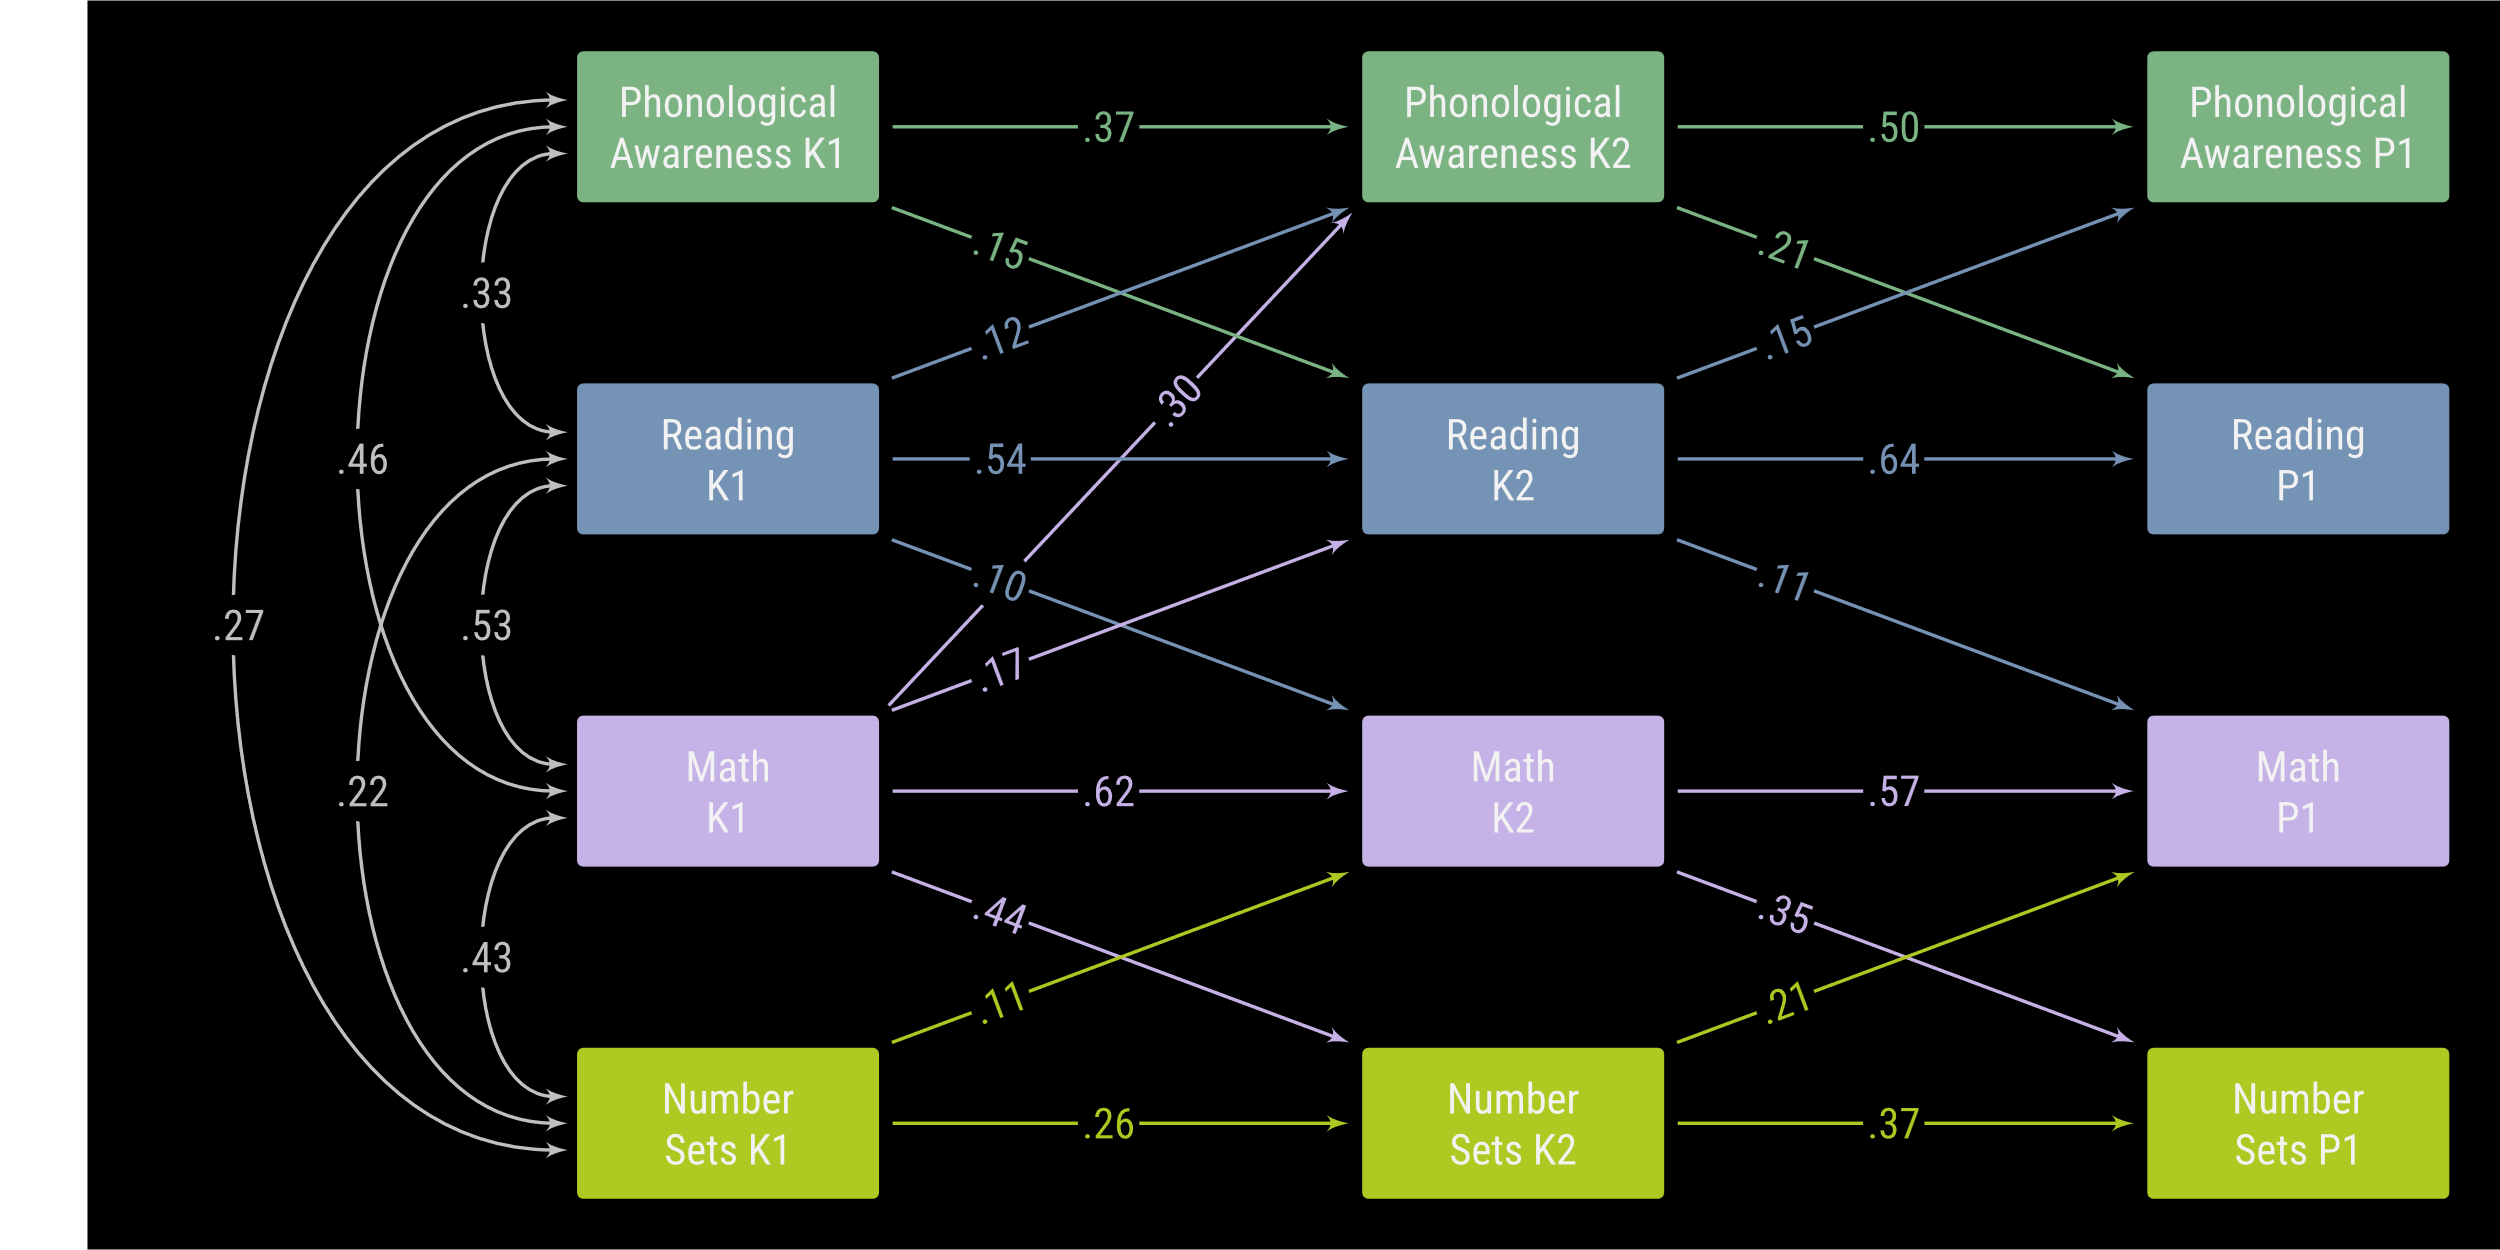 Phonological
Awareness K1
.37
Phonological
Awareness K2
.50
Phonological
Awareness P1
.15
.21
.33
.12
.15
.30
Reading
K1
.54
Reading
K2
.64
Reading
P1
.46
.10
.11
.27
.53
.17
Math
K1
.62
Math
K2
.57
Math
P1
.22
.44
.35
.43
.11
.21
Number
Sets K1
.26
Number
Sets K2
.37
Number
Sets P1